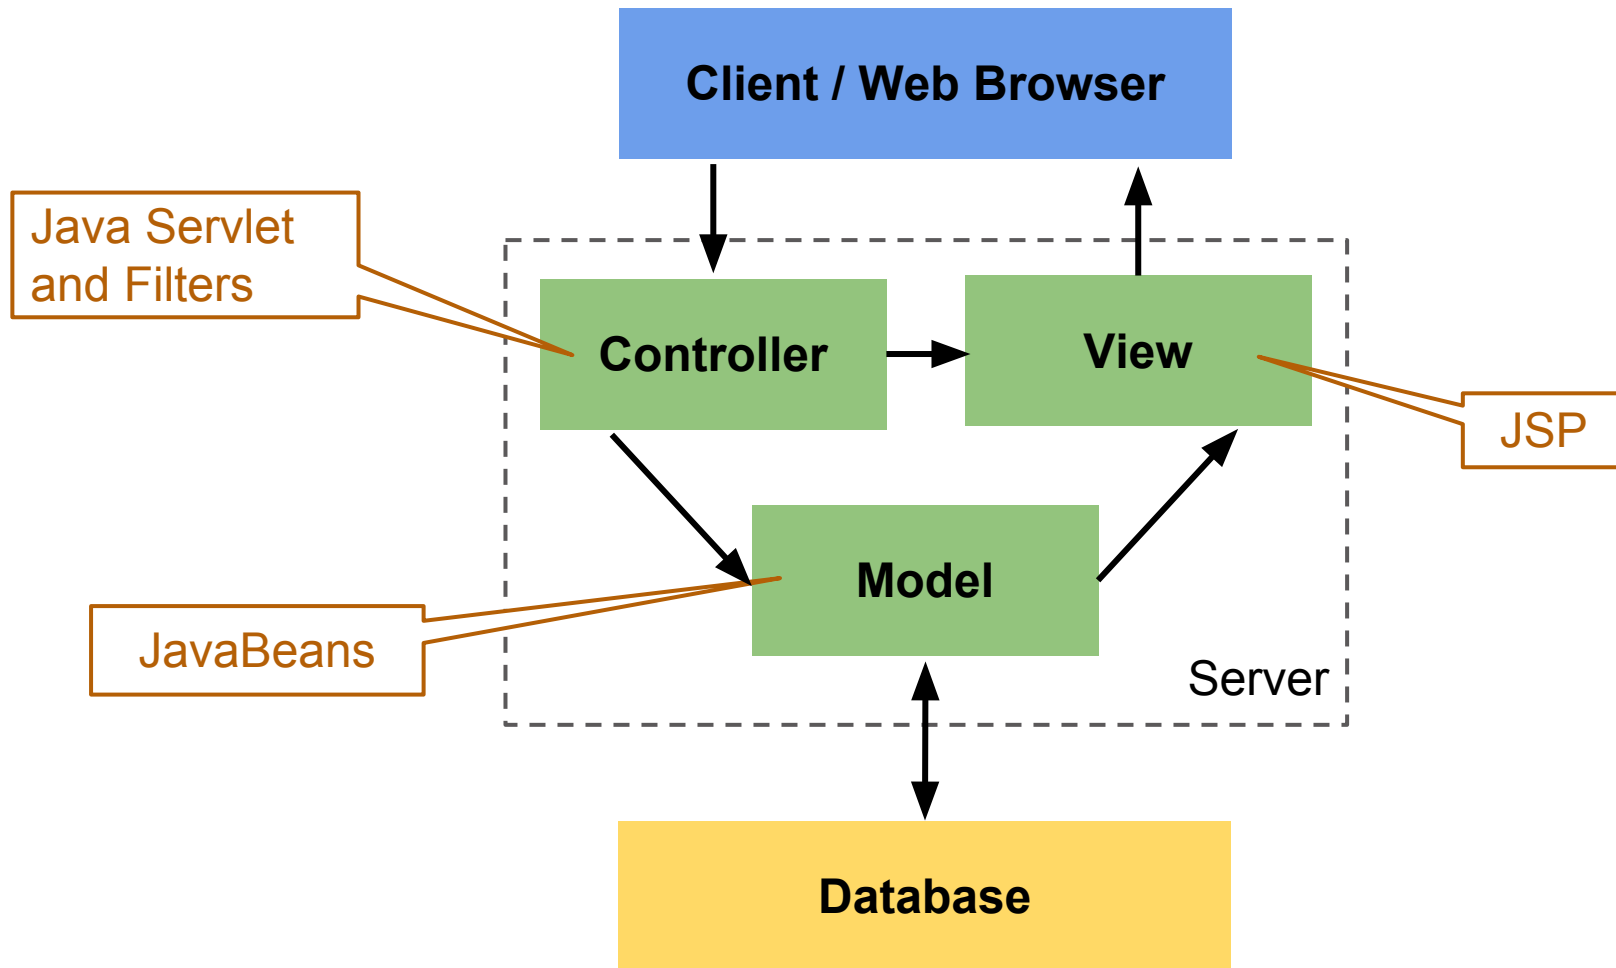 Client / Web Browser
Java Servlet
and Filters
Controller
View
JSP
Model
JavaBeans
Server
Database